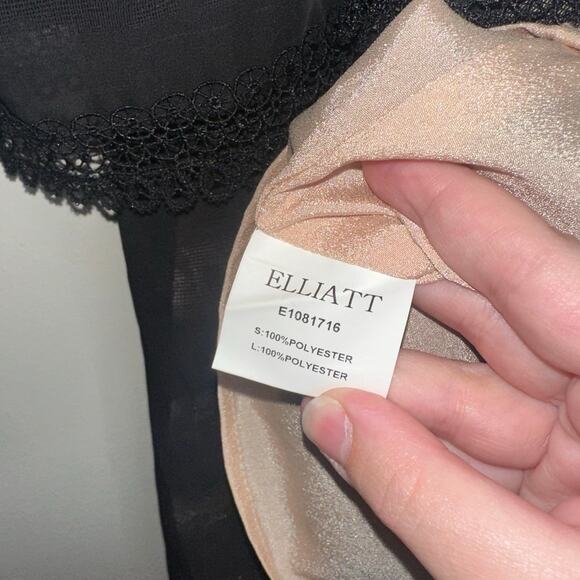 ELLIATT
E1081716
S:100%POLYESTER
L:100%POLYESTER